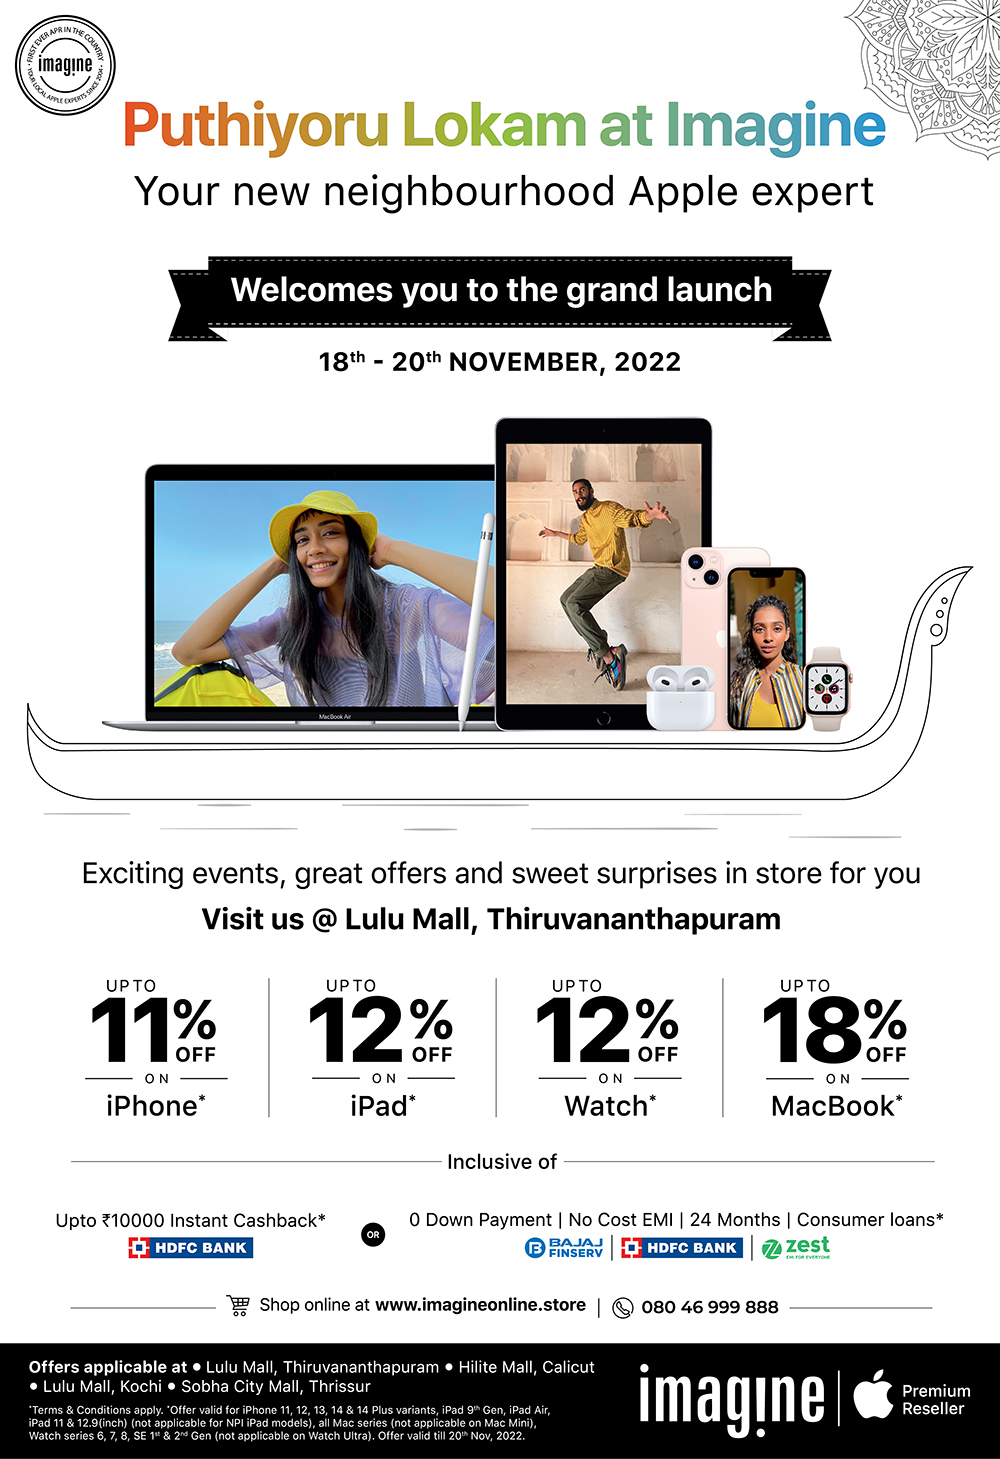 FIRST EVER APR IN THE COUNTRY
imagine
YOUR LOCAL APPLE EXPERTS SINCE 2004
Puthiyoru Lokam at Imagine
Your new neighbourhood Apple expert
Welcomes you to the grand launch
18th - 20th NOVEMBER, 2022
MacBook Air
Exciting events, great offers and sweet surprises in store for you
Visit us @ Lulu Mall, Thiruvananthapuram
UPTO
11% OFF
ON
iPhone*
UPTO
12% OFF
ON
iPad*
UPTO
12% OFF
ON
Watch*
UPTO
18% OFF
ON
MacBook*
Inclusive of
Upto ₹10000 Instant Cashback*
HDFC BANK
OR
0 Down Payment | No Cost EMI | 24 Months | Consumer loans*
BAJAJ FINSERV | HDFC BANK | zest
EMI FOR EVERYONE
Shop online at www.imagineonline.store | 080 46 999 888
Offers applicable at • Lulu Mall, Thiruvananthapuram • Hilite Mall, Calicut
• Lulu Mall, Kochi • Sobha City Mall, Thrissur
*Terms & Conditions apply. *Offer valid for iPhone 11, 12, 13, 14 & 14 Plus variants, iPad 9th Gen, iPad Air,
iPad 11 & 12.9(inch) (not applicable for NPI iPad models), all Mac series (not applicable on Mac Mini),
Watch series 6, 7, 8, SE 1st & 2nd Gen (not applicable on Watch Ultra). Offer valid till 20th Nov, 2022.
imagine
Premium
Reseller